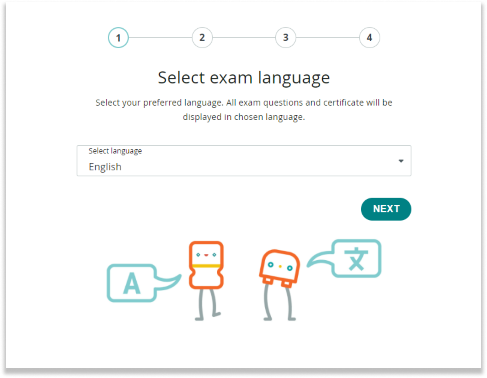 1 2 3 4
Select exam language
Select your preferred language. All exam questions and certificate will be
displayed in chosen language.
Select language
English
NEXT
A
文